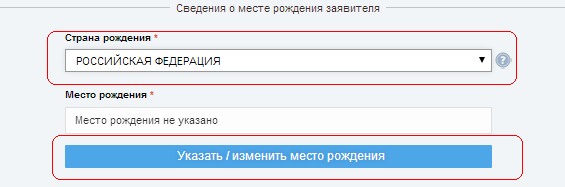 Сведения о месте рождения заявителя
Страна рождения *
РОССИЙСКАЯ ФЕДЕРАЦИЯ
?
Место рождения *
Место рождения не указано
Указать / изменить место рождения